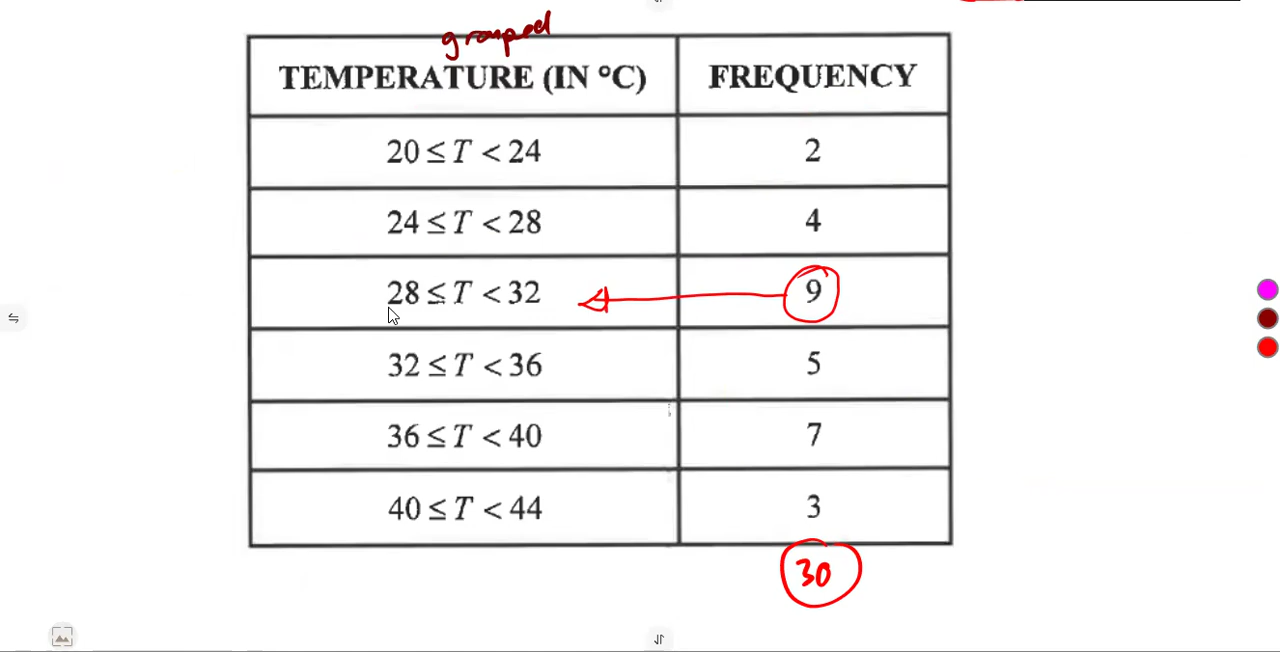 grouped
TEMPERATURE (IN °C) FREQUENCY
20 ≤ T < 24 2
24 ≤ T < 28 4
28 ≤ T < 32 9
32 ≤ T < 36 5
36 ≤ T < 40 7
40 ≤ T < 44 3
30